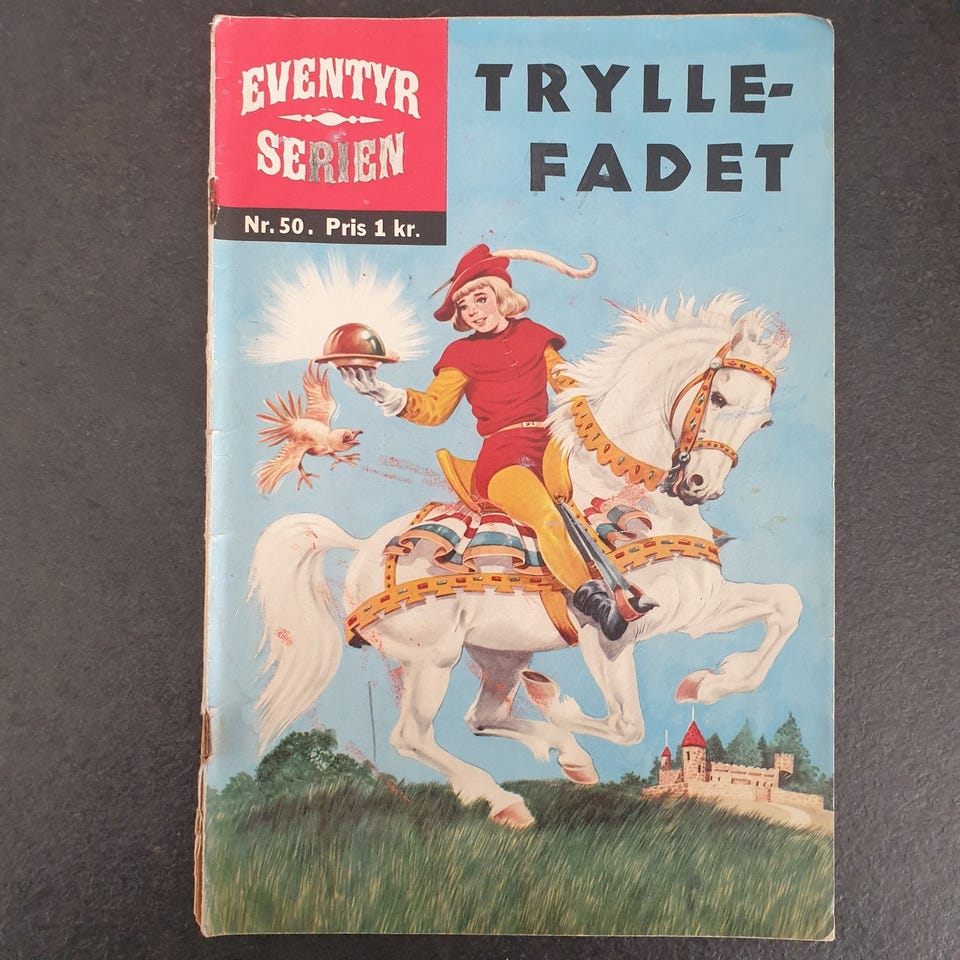 EVENTYR
SERIEN
Nr. 50. Pris 1 kr.
TRYLLE-
FADET